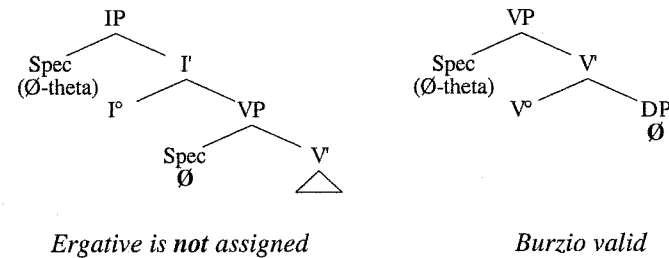 IP
Spec
(Ø-theta)
I'
I°
VP
Spec
Ø
V'
Ergative is not assigned
VP
Spec
(Ø-theta)
V'
V°
DP
Ø
Burzio valid